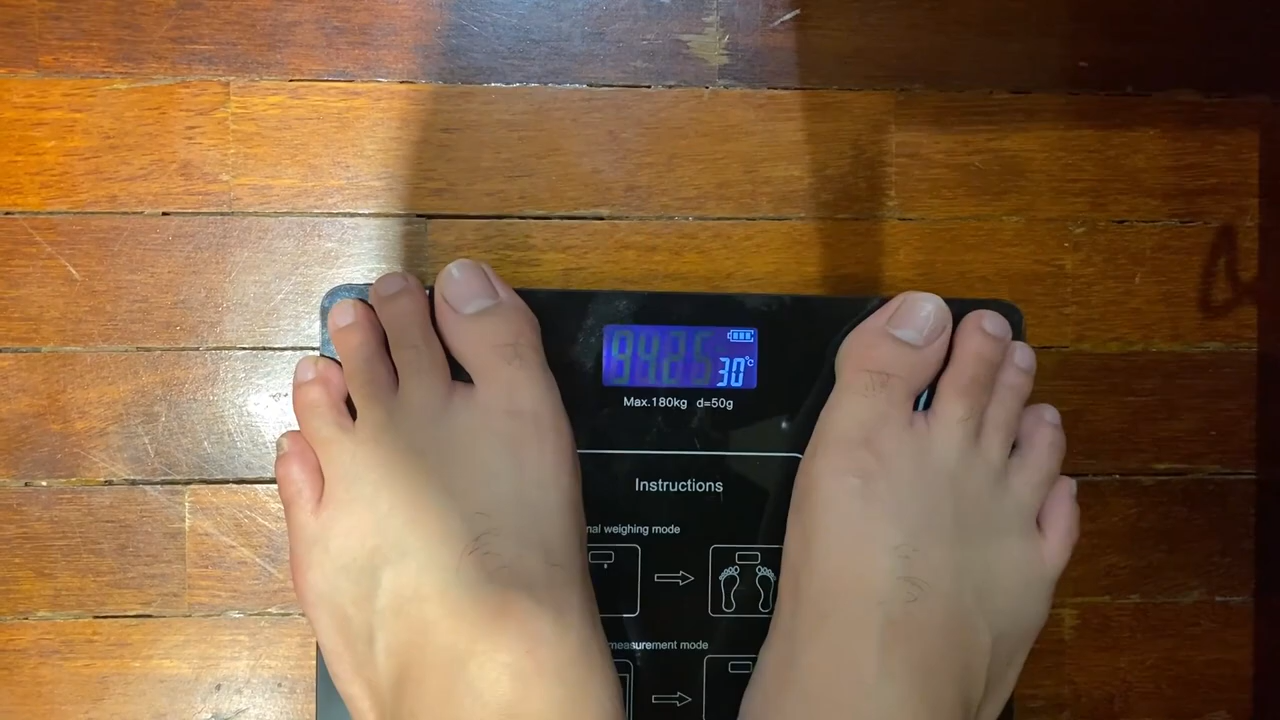 94.25
30°C
Max.180kg d=50g
Instructions
nal weighing mode
measurement mode